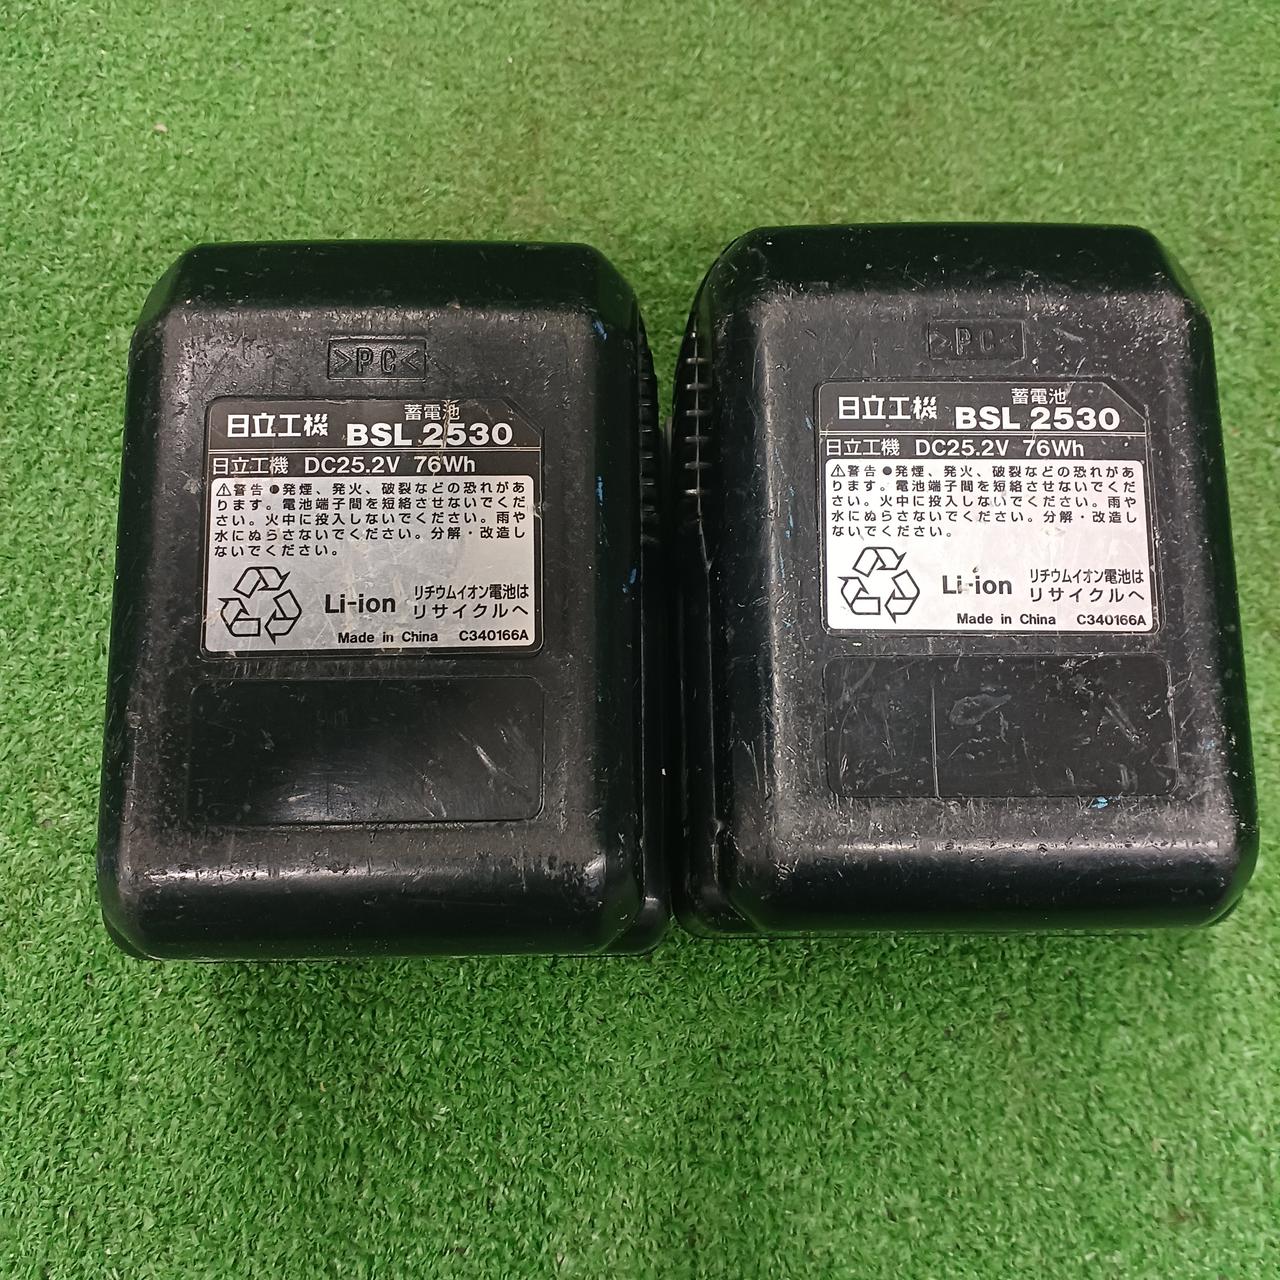 >PC<
日立工機 蓄電池
BSL 2530
日立工機 DC25.2V 76Wh
⚠警告 ●発煙、発火、破裂などの恐れがあ
ります。電池端子間を短絡させないでくだ
さい。火中に投入しないでください。雨や
水にぬらさないでください。分解・改造し
ないでください。
Li-ion リチウムイオン電池は
リサイクルへ
Made in China C340166A
>PC<
日立工機 蓄電池
BSL 2530
日立工機 DC25.2V 76Wh
⚠警告 ●発煙、発火、破裂などの恐れがあ
ります。電池端子間を短絡させないでくだ
さい。火中に投入しないでください。雨や
水にぬらさないでください。分解・改造し
ないでください。
Li-ion リチウムイオン電池は
リサイクルへ
Made in China C340166A